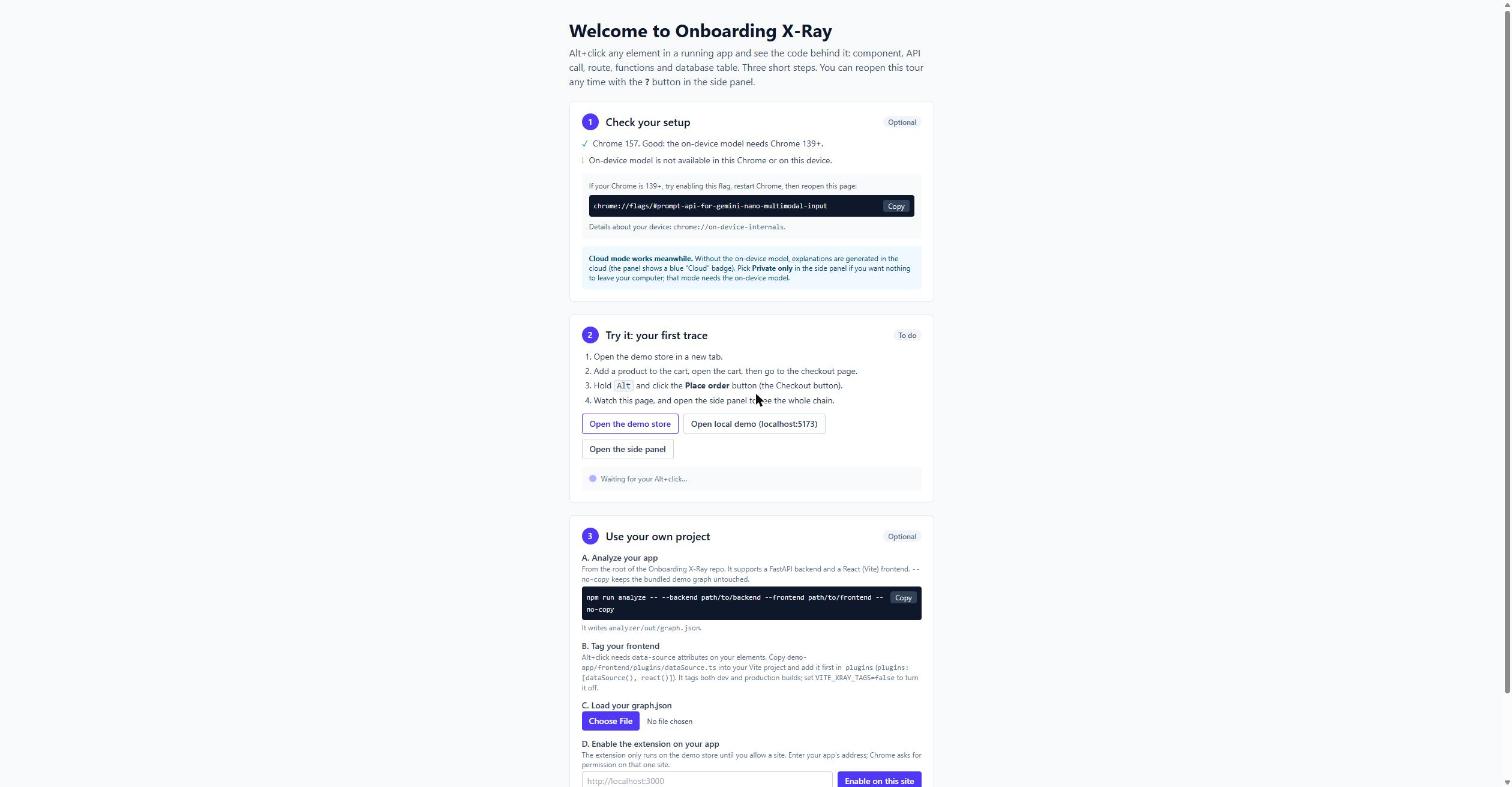 Welcome to Onboarding X-Ray
Alt+click any element in a running app and see the code behind it: component, API
call, route, functions and database table. Three short steps. You can reopen this tour
any time with the ? button in the side panel.
1 Check your setup Optional
✓ Chrome 157. Good: the on-device model needs Chrome 139+.
! On-device model is not available in this Chrome or on this device.
If your Chrome is 139+, try enabling this flag, restart Chrome, then reopen this page:
chrome://flags/#prompt-api-for-gemini-nano-multimodal-input Copy
Details about your device: chrome://on-device-internals.
Cloud mode works meanwhile. Without the on-device model, explanations are generated in the
cloud (the panel shows a blue "Cloud" badge). Pick Private only in the side panel if you want nothing
to leave your computer; that mode needs the on-device model.
2 Try it: your first trace To do
1. Open the demo store in a new tab.
2. Add a product to the cart, open the cart, then go to the checkout page.
3. Hold Alt and click the Place order button (the Checkout button).
4. Watch this page, and open the side panel to see the whole chain.
Open the demo store Open local demo (localhost:5173)
Open the side panel
Waiting for your Alt+click...
3 Use your own project Optional
A. Analyze your app
From the root of the Onboarding X-Ray repo. It supports a FastAPI backend and a React (Vite) frontend. --
no-copy keeps the bundled demo graph untouched.
npm run analyze -- --backend path/to/backend --frontend path/to/frontend -- Copy
no-copy
It writes analyzer/out/graph.json.
B. Tag your frontend
Alt+click needs data-source attributes on your elements. Copy demo-
app/frontend/plugins/dataSource.ts into your Vite project and add it first in plugins (plugins:
[dataSource(), react()]). It tags both dev and production builds; set VITE_XRAY_TAGS=false to turn
it off.
C. Load your graph.json
Choose File No file chosen
D. Enable the extension on your app
The extension only runs on the demo store until you allow a site. Enter your app's address; Chrome asks for
permission on that one site.
http://localhost:3000 Enable on this site